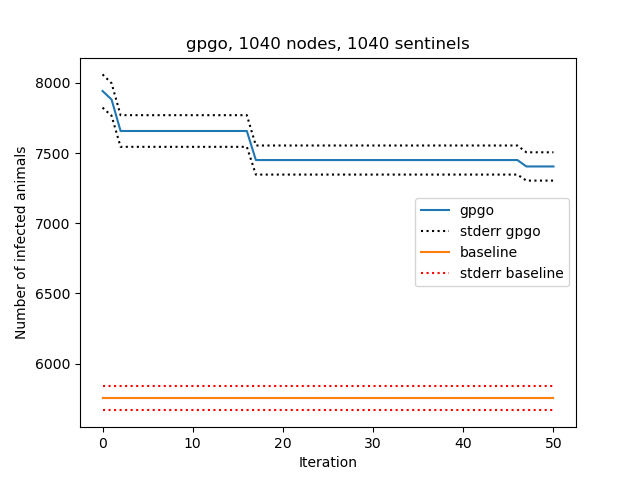 gpgo, 1040 nodes, 1040 sentinels
8000
7500
7000
6500
6000
Number of infected animals
gpgo
stderr gpgo
baseline
stderr baseline
0 10 20 30 40 50
Iteration